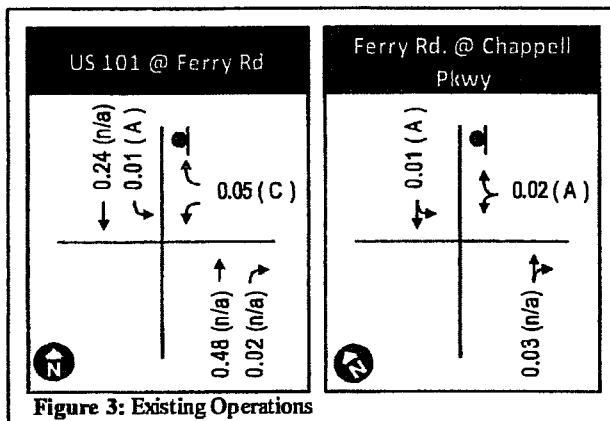 US 101 @ Ferry Rd
0.24 (n/a)
0.01 (A)
0.05 (C)
0.48 (n/a)
0.02 (n/a)
N
Ferry Rd. @ Chappell
Pkwy
0.01 (A)
0.02 (A)
0.03 (n/a)
N
Figure 3: Existing Operations